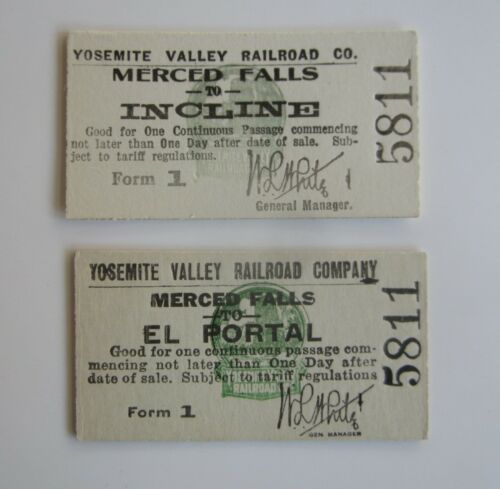 YOSEMITE VALLEY RAILROAD CO.
MERCED FALLS
—TO—
INCLINE
Good for One Continuous Passage commencing
not later than One Day after date of sale. Sub-
ject to tariff regulations.
Form 1
General Manager.
5811
YOSEMITE VALLEY RAILROAD COMPANY
MERCED FALLS
—TO—
EL PORTAL
Good for one continuous passage com-
mencing not later than One Day after
date of sale. Subject to tariff regulations
RAILROAD
Form 1
GEN MANAGER
5811